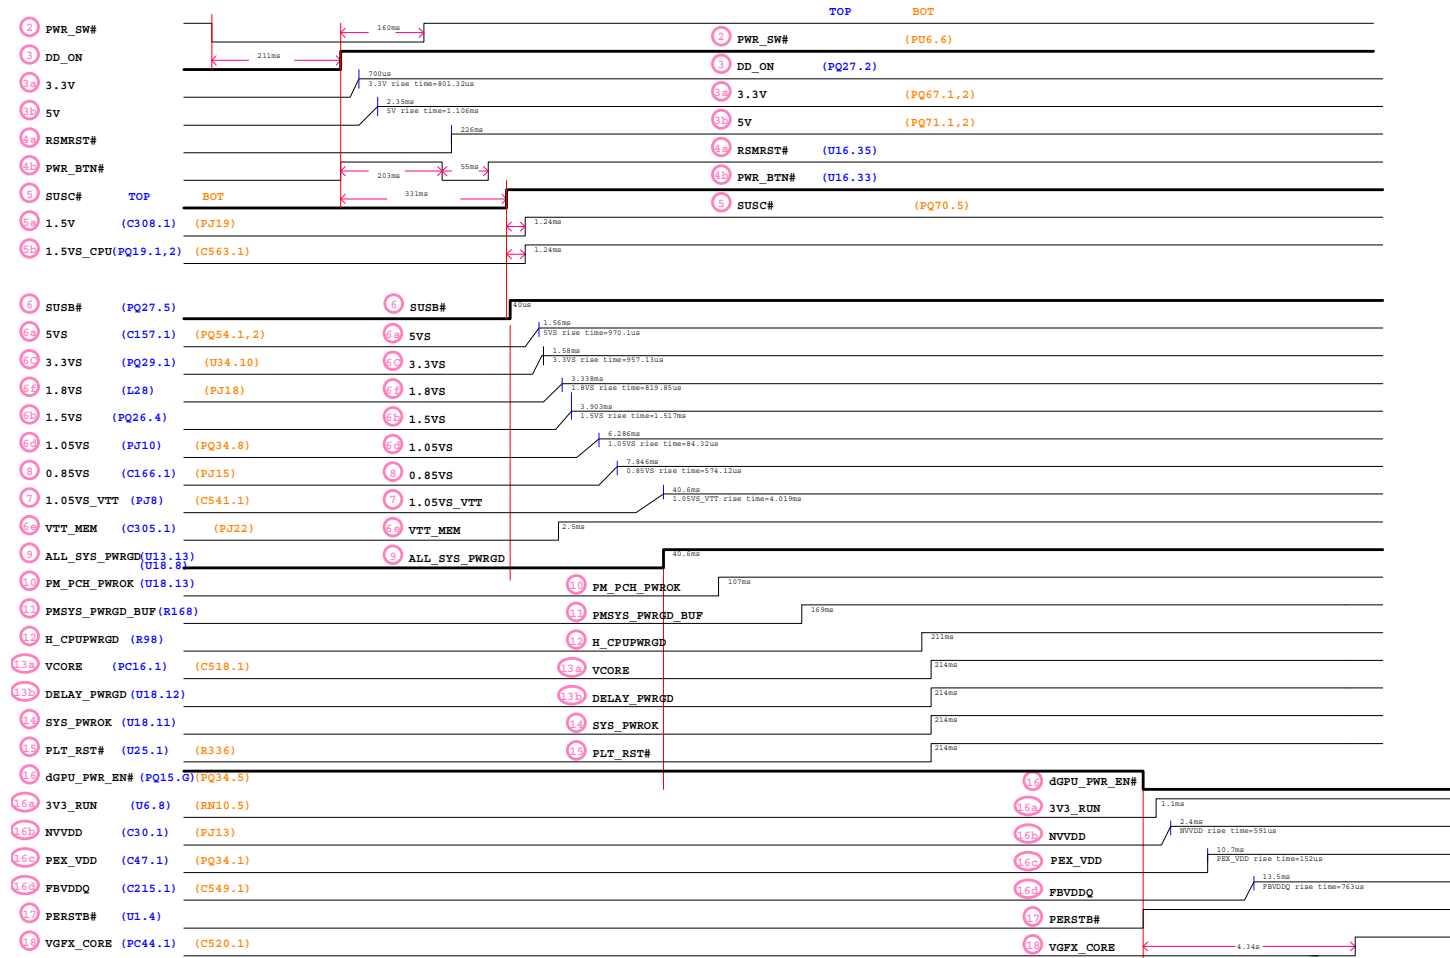 TOP BOT
2 PWR_SW# 160ms 2 PWR_SW# (PU6.6)
3 DD_ON 211ms 3 DD_ON (PQ27.2)
3a 3.3V 700us 3a 3.3V (PQ67.1,2)
3.3V rise time=801.32us
3b 5V 2.35ms 3b 5V (PQ71.1,2)
5V rise time=1.106ms
4a RSMRST# 226ms 4a RSMRST# (U16.35)
4b PWR_BTN# 203ms 55ms 4b PWR_BTN# (U16.33)
5 SUSC# TOP BOT 331ms 5 SUSC# (PQ70.5)
5a 1.5V (C308.1) (PJ19) 1.24ms
5b 1.5VS_CPU(PQ19.1,2) (C563.1) 1.24ms
6 SUSB# (PQ27.5) 6 SUSB# 40us
6a 5VS (C157.1) (PQ54.1,2) 6a 5VS 1.56ms
5VS rise time=970.1us
6C 3.3VS (PQ29.1) (U34.10) 6C 3.3VS 1.58ms
3.3VS rise time=957.13us
6f 1.8VS (L28) (PJ18) 6f 1.8VS 3.338ms
1.8VS rise time=819.85us
6b 1.5VS (PQ26.4) 6b 1.5VS 3.903ms
1.5VS rise time=1.517ms
6d 1.05VS (PJ10) (PQ34.8) 6d 1.05VS 6.286ms
1.05VS rise time=84.32us
8 0.85VS (C166.1) (PJ15) 8 0.85VS 7.846ms
0.85VS rise time=574.12us
7 1.05VS_VTT (PJ8) (C541.1) 7 1.05VS_VTT 40.6ms
1.05VS_VTT rise time=4.019ms
6e VTT_MEM (C305.1) (PJ22) 6e VTT_MEM 2.5ms
9 ALL_SYS_PWRGD(U13.13) 9 ALL_SYS_PWRGD 40.6ms
(U18.8)
10 PM_PCH_PWROK (U18.13) 10 PM_PCH_PWROK 107ms
11 PMSYS_PWRGD_BUF(R168) 11 PMSYS_PWRGD_BUF 169ms
12 H_CPUPWRGD (R98) 12 H_CPUPWRGD 211ms
13a VCORE (PC16.1) (C518.1) 13a VCORE 214ms
13b DELAY_PWRGD (U18.12) 13b DELAY_PWRGD 214ms
14 SYS_PWROK (U18.11) 14 SYS_PWROK 214ms
15 PLT_RST# (U25.1) (R336) 15 PLT_RST# 214ms
16 dGPU_PWR_EN# (PQ15.G)(PQ34.5) 16 dGPU_PWR_EN#
16a 3V3_RUN (U6.8) (RN10.5) 16a 3V3_RUN 1.1ms
16b NVVDD (C30.1) (PJ13) 16b NVVDD 2.4ms
NVVDD rise time=591us
16c PEX_VDD (C47.1) (PQ34.1) 16c PEX_VDD 10.7ms
PEX_VDD rise time=152us
16d FBVDDQ (C215.1) (C549.1) 16d FBVDDQ 13.5ms
FBVDDQ rise time=763us
17 PERSTB# (U1.4) 17 PERSTB#
18 VGFX_CORE (PC44.1) (C520.1) 18 VGFX_CORE 4.34s